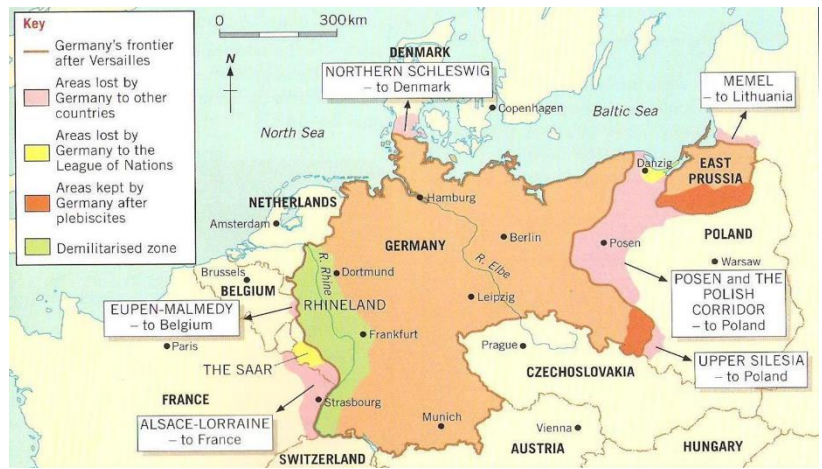 Key
Germany's frontier
after Versailles
Areas lost by
Germany to other
countries
Areas lost by
Germany to the
League of Nations
Areas kept by
Germany after
plebiscites
Demilitarised zone
0 300 km
N
DENMARK
NORTHERN SCHLESWIG
– to Denmark
Copenhagen
Baltic Sea
MEMEL
– to Lithuania
North Sea
Danzig
EAST
PRUSSIA
NETHERLANDS
Hamburg
Amsterdam
GERMANY
Berlin
R. Elbe
Posen
POLAND
Warsaw
R. Rhine
Dortmund
Brussels
BELGIUM
RHINELAND
Leipzig
EUPEN-MALMEDY
– to Belgium
POSEN and THE
POLISH
CORRIDOR
– to Poland
Frankfurt
Paris
Prague
THE SAAR
CZECHOSLOVAKIA
UPPER SILESIA
– to Poland
FRANCE
Strasbourg
ALSACE-LORRAINE
– to France
Munich
Vienna
SWITZERLAND
AUSTRIA
HUNGARY